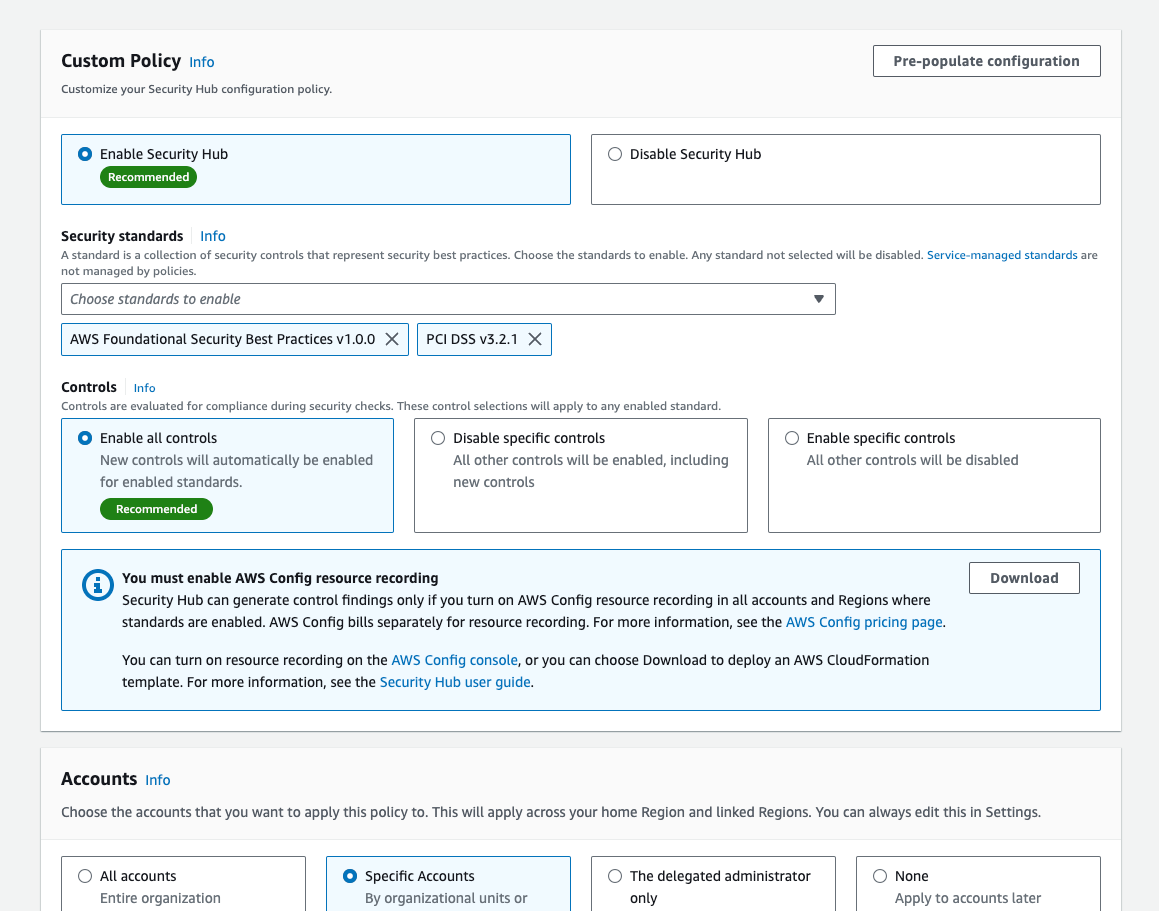 Custom Policy Info
Pre-populate configuration
Customize your Security Hub configuration policy.
Enable Security Hub
Recommended
Disable Security Hub
Security standards Info
A standard is a collection of security controls that represent security best practices. Choose the standards to enable. Any standard not selected will be disabled. Service-managed standards are
not managed by policies.
Choose standards to enable
AWS Foundational Security Best Practices v1.0.0
PCI DSS v3.2.1
Controls Info
Controls are evaluated for compliance during security checks. These control selections will apply to any enabled standard.
Enable all controls
New controls will automatically be enabled
for enabled standards.
Recommended
Disable specific controls
All other controls will be enabled, including
new controls
Enable specific controls
All other controls will be disabled
You must enable AWS Config resource recording
Download
Security Hub can generate control findings only if you turn on AWS Config resource recording in all accounts and Regions where
standards are enabled. AWS Config bills separately for resource recording. For more information, see the AWS Config pricing page.
You can turn on resource recording on the AWS Config console, or you can choose Download to deploy an AWS CloudFormation
template. For more information, see the Security Hub user guide.
Accounts Info
Choose the accounts that you want to apply this policy to. This will apply across your home Region and linked Regions. You can always edit this in Settings.
All accounts
Entire organization
Specific Accounts
By organizational units or
The delegated administrator
only
None
Apply to accounts later